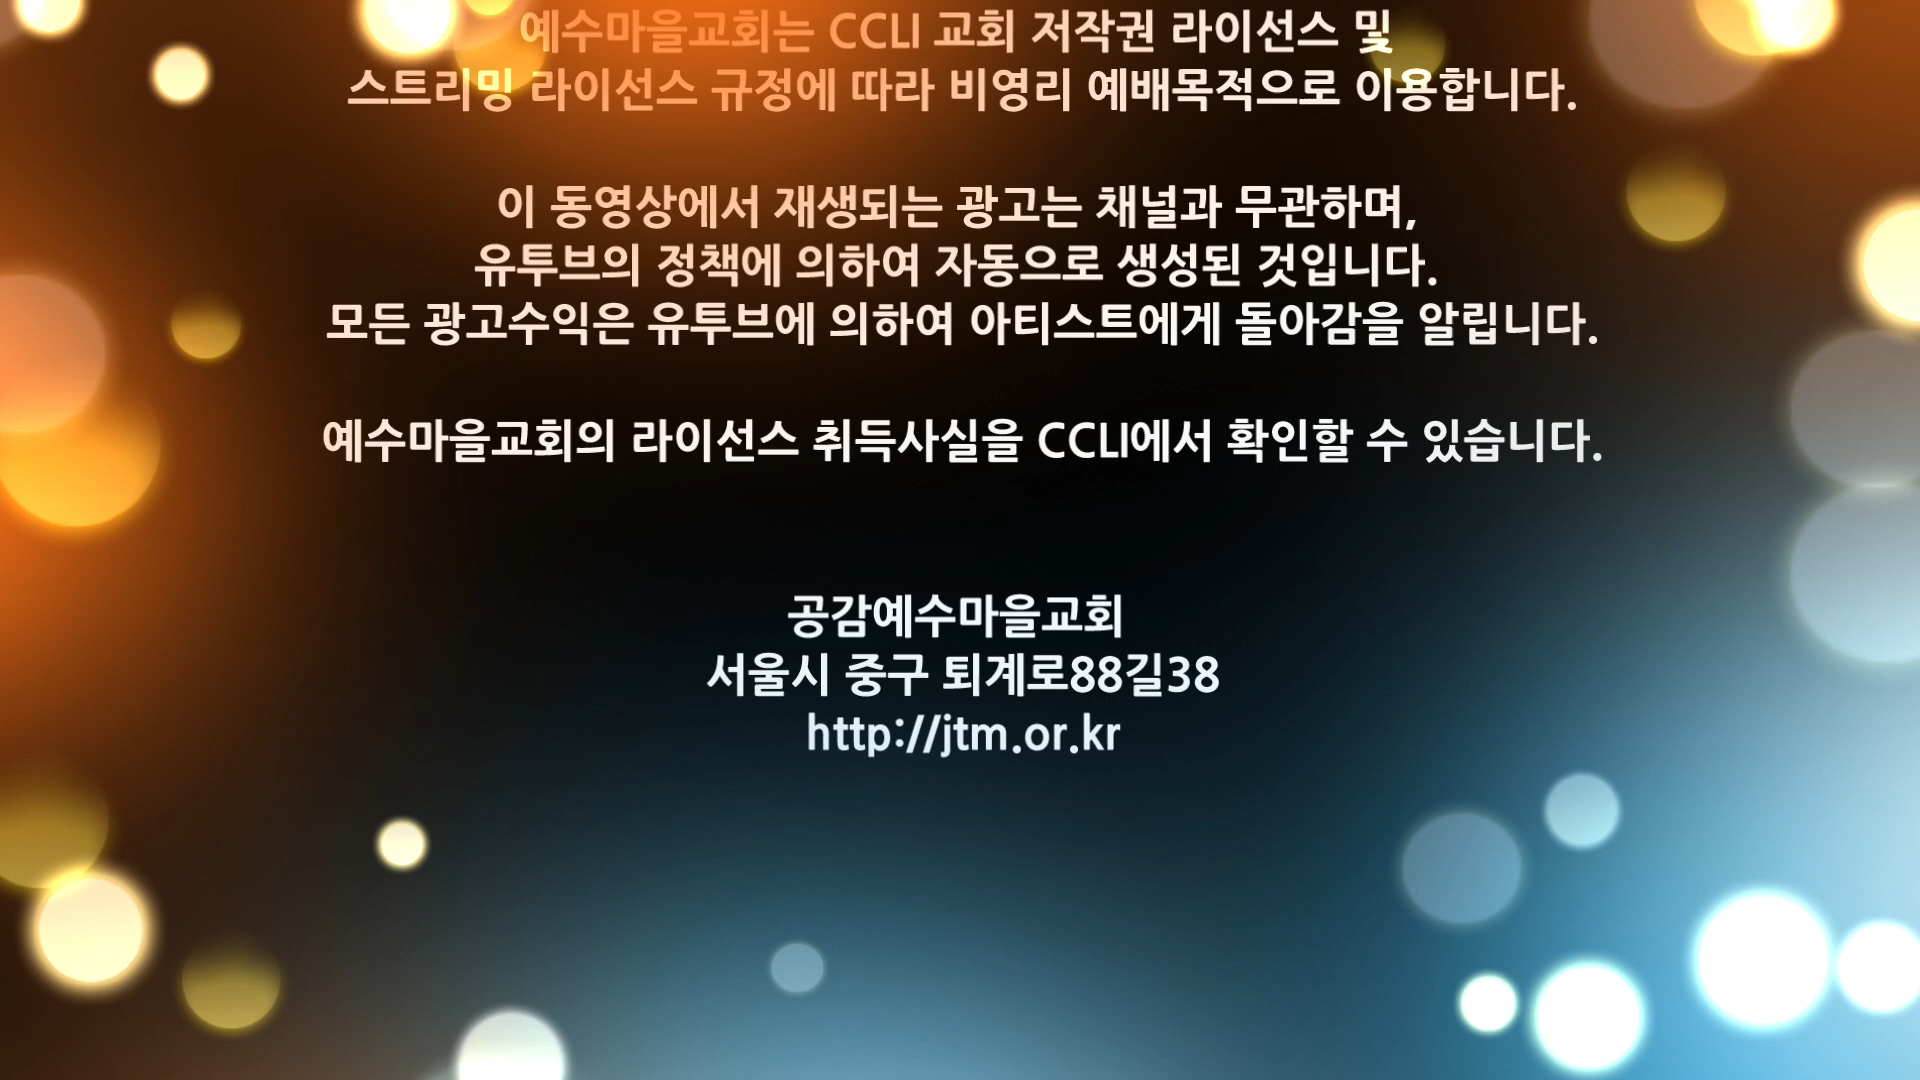 예수마을교회는 CCLI 교회 저작권 라이선스 및
스트리밍 라이선스 규정에 따라 비영리 예배목적으로 이용합니다.
이 동영상에서 재생되는 광고는 채널과 무관하며,
유투브의 정책에 의하여 자동으로 생성된 것입니다.
모든 광고수익은 유투브에 의하여 아티스트에게 돌아감을 알립니다.
예수마을교회의 라이선스 취득사실을 CCLI에서 확인할 수 있습니다.
공감예수마을교회
서울시 중구 퇴계로88길38
http://jtm.or.kr